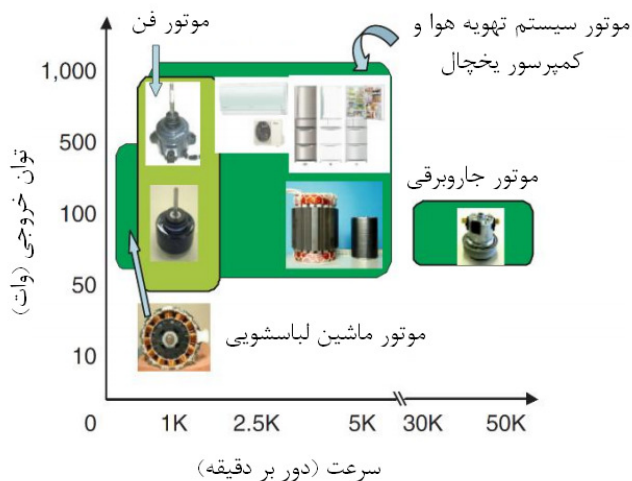 موتور فن
موتور سیستم تهویه هوا و
کمپرسور یخچال
موتور جاروبرقی
موتور ماشین لباسشویی
توان خروجی (وات)
1,000
500
100
50
10
0
1K
2.5K
5K
30K
50K
سرعت (دور بر دقیقه)